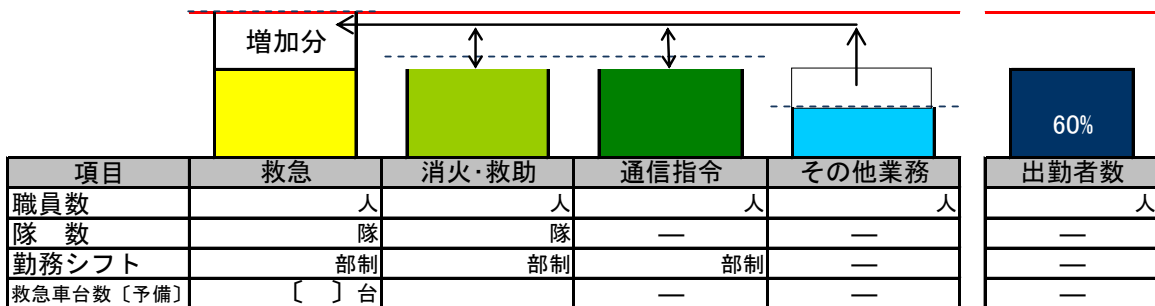 増加分
60%
項目 救急 消火・救助 通信指令 その他業務 出勤者数
職員数 人 人 人 人 人
隊 数 隊 隊 ― ― ―
勤務シフト 部制 部制 部制 ― ―
救急車台数〔予備〕 〔 〕台 ― ― ―